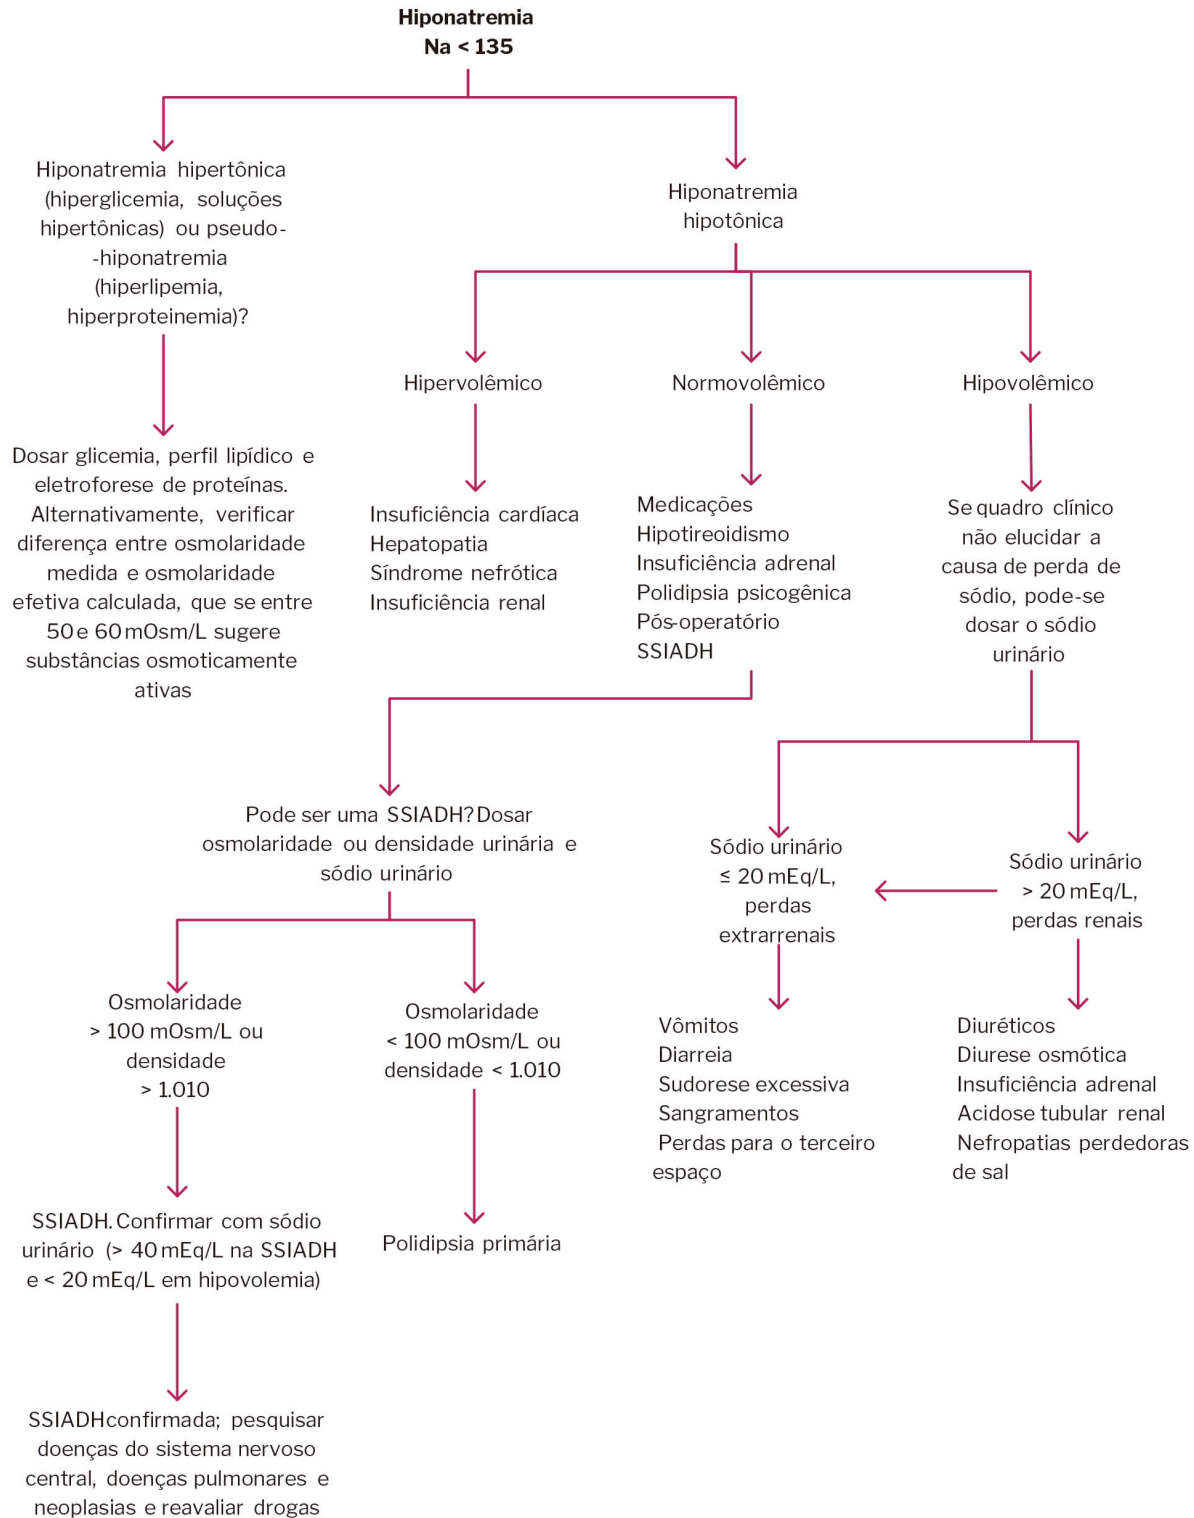 Hiponatremia
Na < 135
Hiponatremia hipertônica
(hiperglicemia, soluções
hipertônicas) ou pseudo-
-hiponatremia
(hiperlipemia,
hiperproteinemia)?
Hiponatremia
hipotônica
Hipervolêmico
Normovolêmico
Hipovolêmico
Dosar glicemia, perfil lipídico e
eletroforese de proteínas.
Alternativamente, verificar
diferença entre osmolaridade
medida e osmolaridade
efetiva calculada, que se entre
50 e 60 mOsm/L sugere
substâncias osmoticamente
ativas
Insuficiência cardíaca
Hepatopatia
Síndrome nefrótica
Insuficiência renal
Medicações
Hipotireoidismo
Insuficiência adrenal
Polidipsia psicogênica
Pós-operatório
SSIADH
Se quadro clínico
não elucidar a
causa de perda de
sódio, pode-se
dosar o sódio
urinário
Pode ser uma SSIADH? Dosar
osmolaridade ou densidade urinária e
sódio urinário
Sódio urinário
≤ 20 mEq/L,
perdas
extrarrenais
Sódio urinário
> 20 mEq/L,
perdas renais
Osmolaridade
> 100 mOsm/L ou
densidade
> 1.010
Osmolaridade
< 100 mOsm/L ou
densidade < 1.010
Vômitos
Diarreia
Sudorese excessiva
Sangramentos
Perdas para o terceiro
espaço
Diuréticos
Diurese osmótica
Insuficiência adrenal
Acidose tubular renal
Nefropatias perdedoras
de sal
SSIADH. Confirmar com sódio
urinário (> 40 mEq/L na SSIADH
e < 20 mEq/L em hipovolemia)
Polidipsia primária
SSIADH confirmada; pesquisar
doenças do sistema nervoso
central, doenças pulmonares e
neoplasias e reavaliar drogas